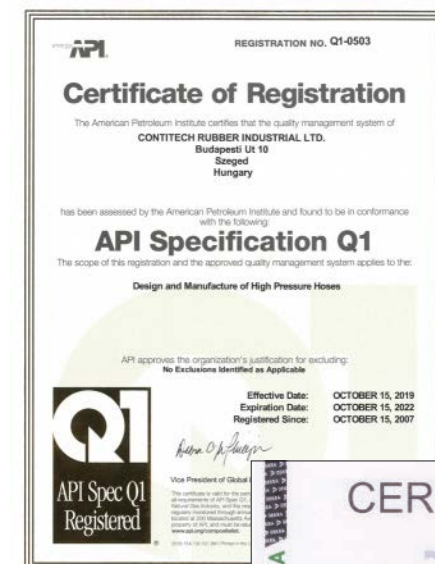 API
REGISTRATION NO. Q1-0503
Certificate of Registration
The American Petroleum Institute certifies that the quality management system of
CONTITECH RUBBER INDUSTRIAL LTD.
Budapesti Ut 10
Szeged
Hungary
has been assessed by the American Petroleum Institute and found to be in conformance
with the following:
API Specification Q1
The scope of this registration and the approved quality management system applies to the:
Design and Manufacture of High Pressure Hoses
API approves the organization's justification for excluding:
No Exclusions Identified as Applicable
Effective Date: OCTOBER 15, 2019
Expiration Date: OCTOBER 15, 2022
Registered Since: OCTOBER 15, 2007
Q1
API Spec Q1
Registered
®
Vice President of Global
CER